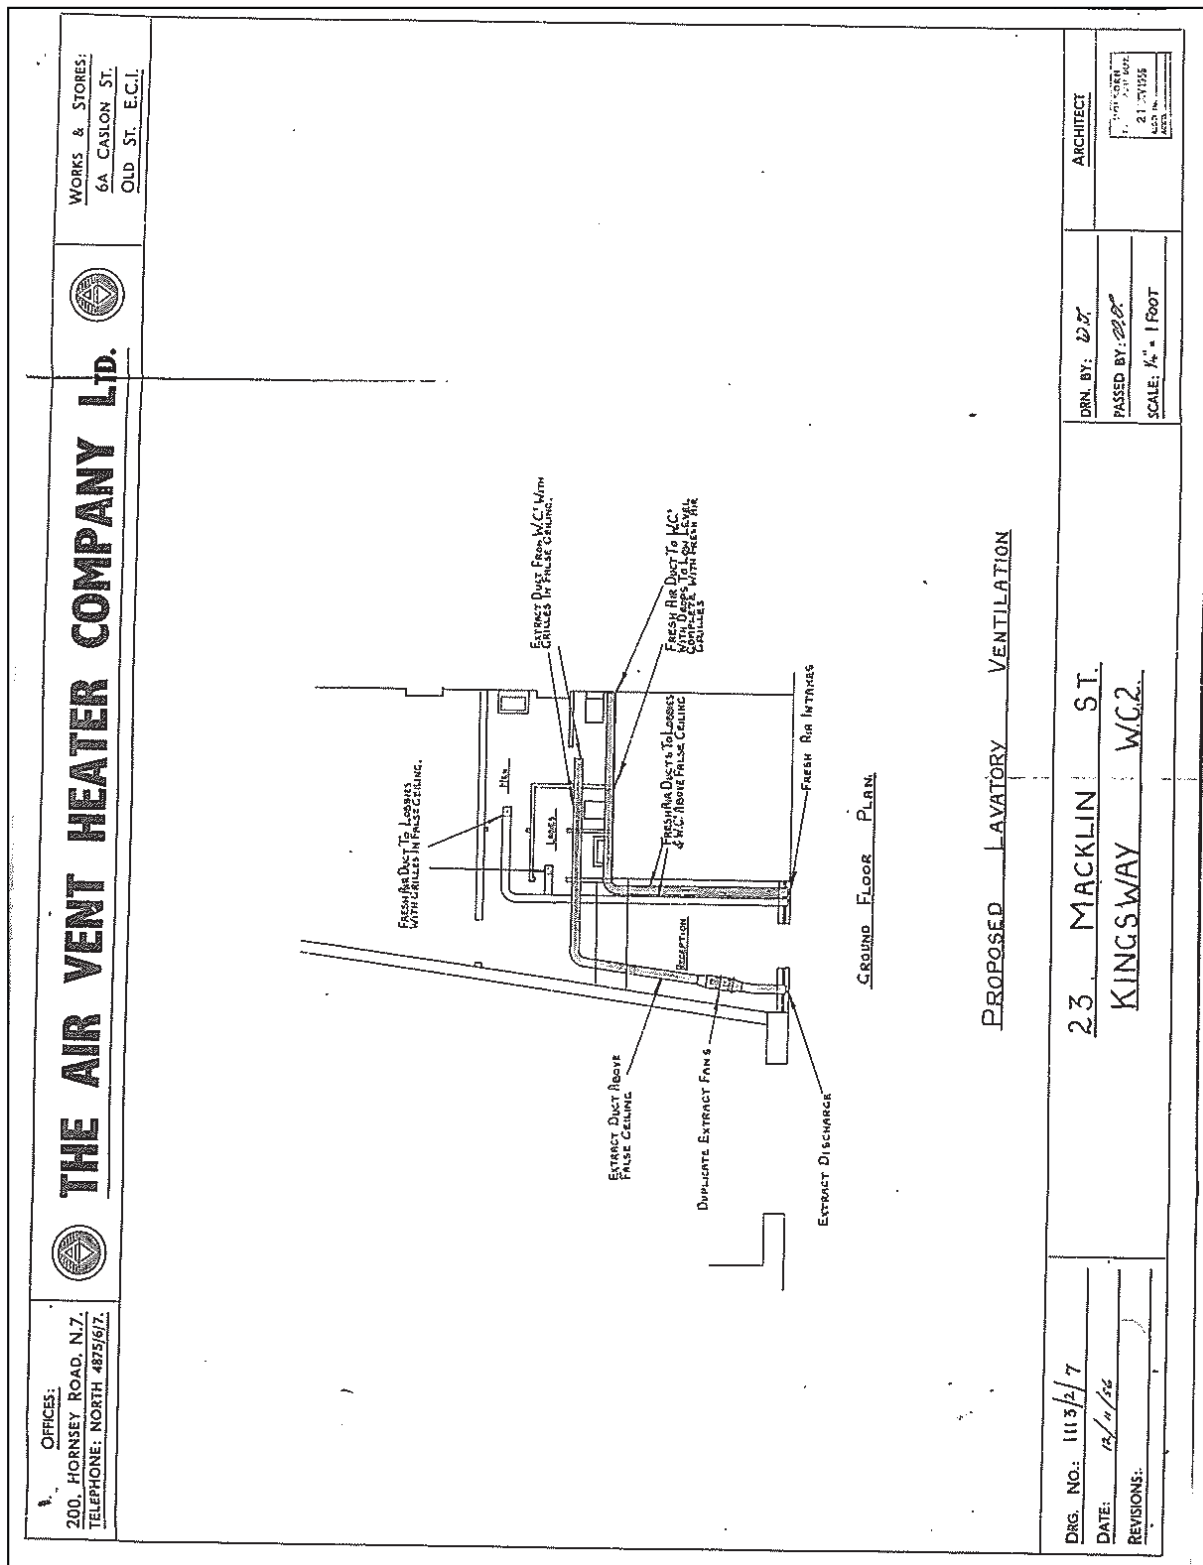 OFFICES:
200, HORNSEY ROAD, N.7.
TELEPHONE: NORTH 4875/6/7.
THE AIR VENT HEATER COMPANY LTD.
WORKS & STORES:
6A CASLON ST.
OLD ST. E.C.1.
FRESH AIR DUCT TO LOBBIES
WITH GRILLES IN FALSE CEILING.
EXTRACT DUCT FROM W.C.S WITH
GRILLES IN FALSE CEILING.
MEN
LADIES
FRESH AIR DUCT TO W.C.S
WITH DROPS TO LOW LEVEL
COMPLETE WITH FRESH AIR
GRILLES
FRESH AIR DUCTS TO LOBBIES
& W.C.S ABOVE FALSE CEILING
RECEPTION
EXTRACT DUCT ABOVE
FALSE CEILING
DUPLICATE EXTRACT FANS
EXTRACT DISCHARGE
FRESH AIR INTAKES
GROUND FLOOR PLAN.
PROPOSED LAVATORY VENTILATION
DRG. NO.: 1113/2/7
DATE: 12/11/56
REVISIONS:
23. MACKLIN ST.
KINGSWAY W.C.2.
DRN. BY:
PASSED BY:
SCALE: 1/4" = 1 FOOT
ARCHITECT